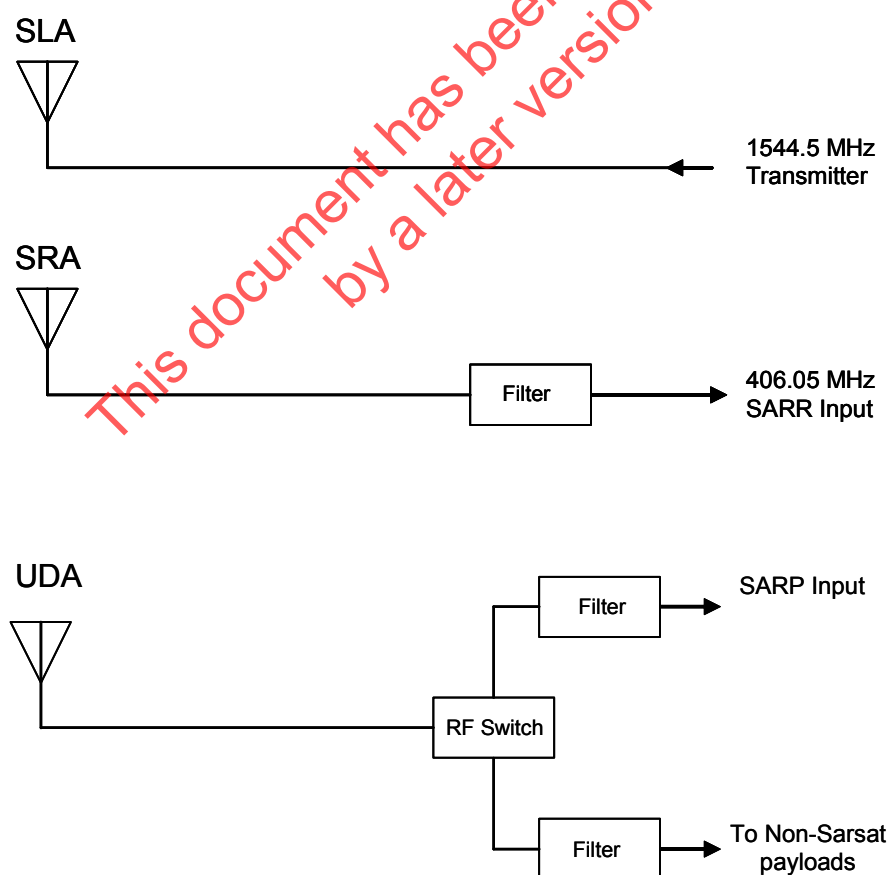 SLA
1544.5 MHz
Transmitter
SRA
Filter
406.05 MHz
SARR Input
UDA
Filter
SARP Input
RF Switch
Filter
To Non-Sarsat
payloads
This document has been
by a later version